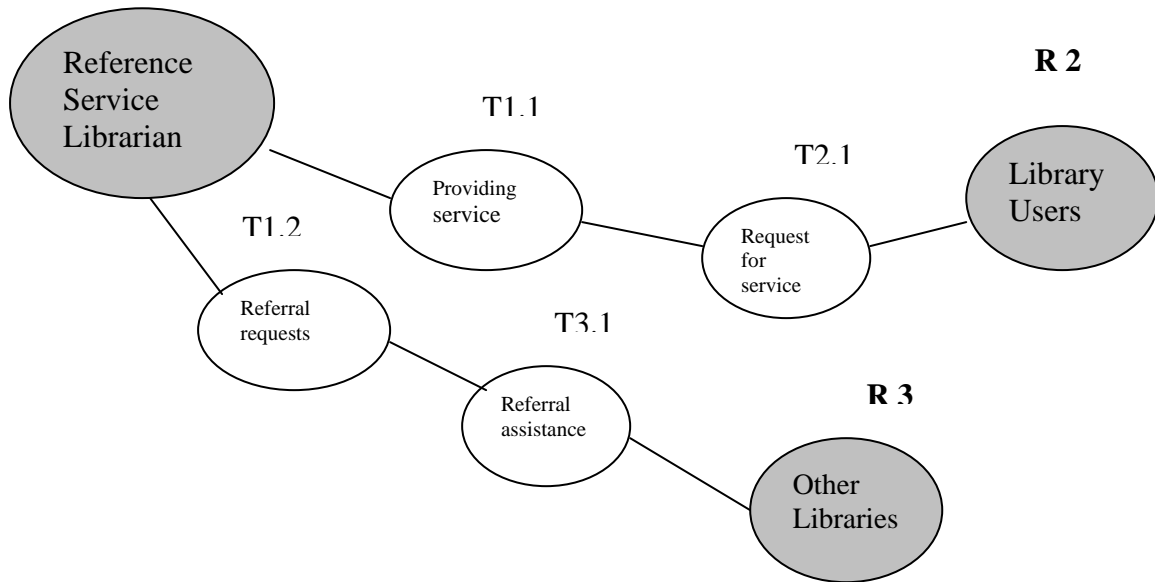 Reference
Service
Librarian
R 2
T1.1
T2.1
Library
Users
Providing
service
Request
for
service
T1.2
Referral
requests
T3.1
Referral
assistance
R 3
Other
Libraries